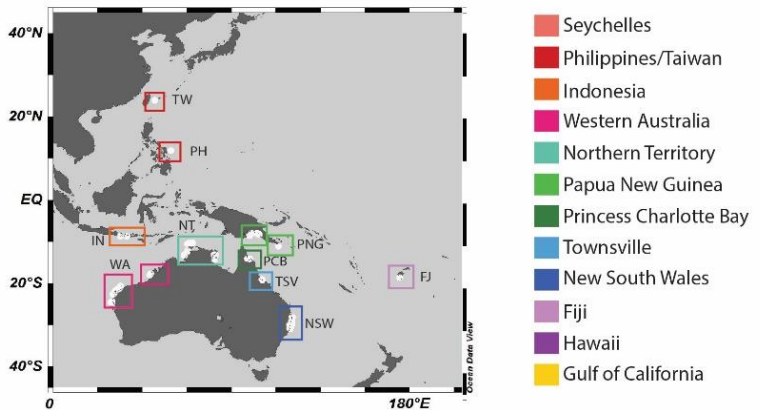 40°N
20°N
EQ
20°S
40°S
0
180°E
TW
PH
IN
NT
PNG
WA
PCB
TSV
FJ
NSW
Ocean Data View
Seychelles
Philippines/Taiwan
Indonesia
Western Australia
Northern Territory
Papua New Guinea
Princess Charlotte Bay
Townsville
New South Wales
Fiji
Hawaii
Gulf of California